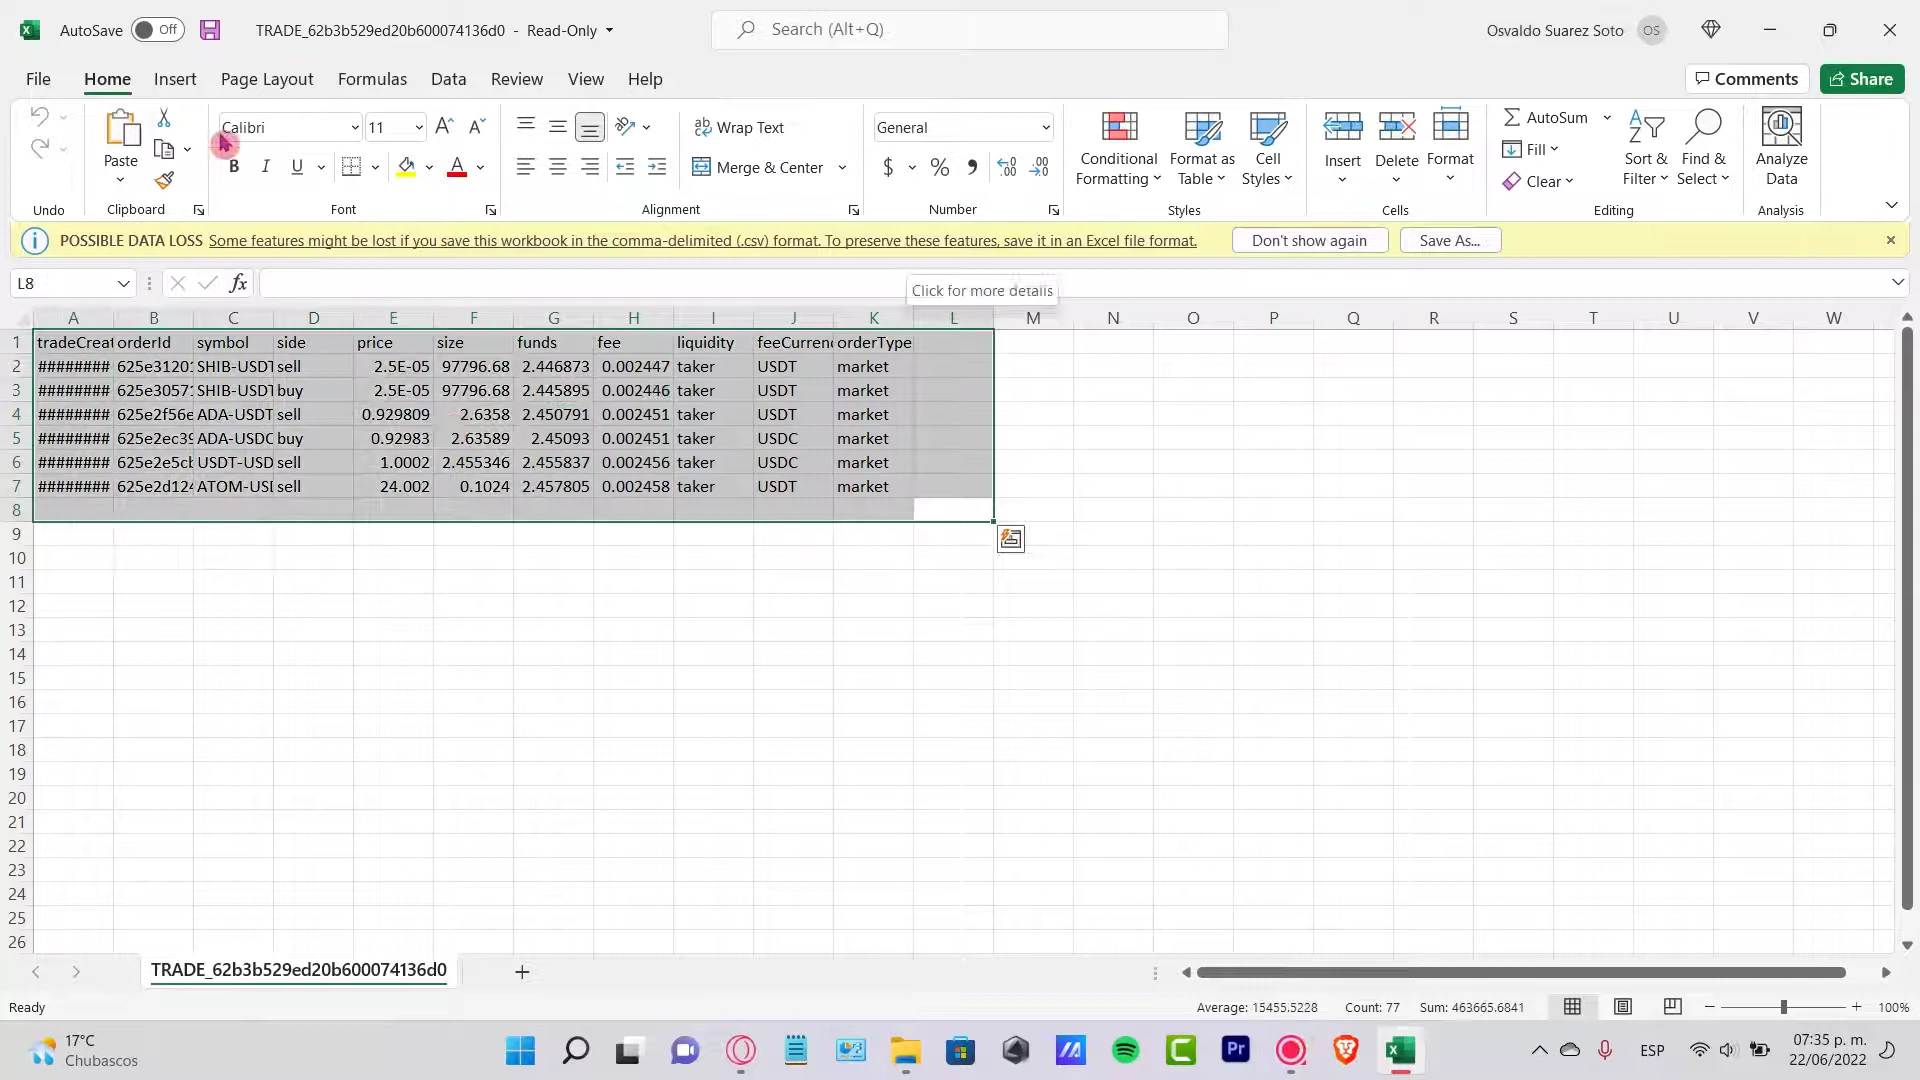 AutoSave Off TRADE_62b3b529ed20b600074136d0 - Read-Only Search (Alt+Q) Osvaldo Suarez Soto OS
File Home Insert Page Layout Formulas Data Review View Help Comments Share
Paste Calibri 11 Wrap Text General Conditional Formatting Format as Table Cell Styles Insert Delete Format AutoSum Fill Clear Sort & Filter Find & Select Analyze Data
B I U Merge & Center $ % 9
Undo Clipboard Font Alignment Number Styles Cells Editing Analysis
POSSIBLE DATA LOSS Some features might be lost if you save this workbook in the comma-delimited (.csv) format. To preserve these features, save it in an Excel file format. Don't show again Save As...
L8 fx
Click for more details
A B C D E F G H I J K L M N O P Q R S T U V W
1 tradeCreat orderId symbol side price size funds fee liquidity feeCurrenc orderType
2 ######## 625e31201 SHIB-USDT sell 2.5E-05 97796.68 2.446873 0.002447 taker USDT market
3 ######## 625e30571 SHIB-USDT buy 2.5E-05 97796.68 2.445895 0.002446 taker USDT market
4 ######## 625e2f56e ADA-USDT sell 0.929809 2.6358 2.450791 0.002451 taker USDT market
5 ######## 625e2ec39 ADA-USDC buy 0.92983 2.63589 2.45093 0.002451 taker USDC market
6 ######## 625e2e5cb USDT-USD sell 1.0002 2.455346 2.455837 0.002456 taker USDC market
7 ######## 625e2d124 ATOM-USD sell 24.002 0.1024 2.457805 0.002458 taker USDT market
8
9
10
11
12
13
14
15
16
17
18
19
20
21
22
23
24
25
26
TRADE_62b3b529ed20b600074136d0
Ready Average: 15455.5228 Count: 77 Sum: 463665.6841 100%
17°C
Chubascos
Pr
ESP
07:35 p. m.
22/06/2022